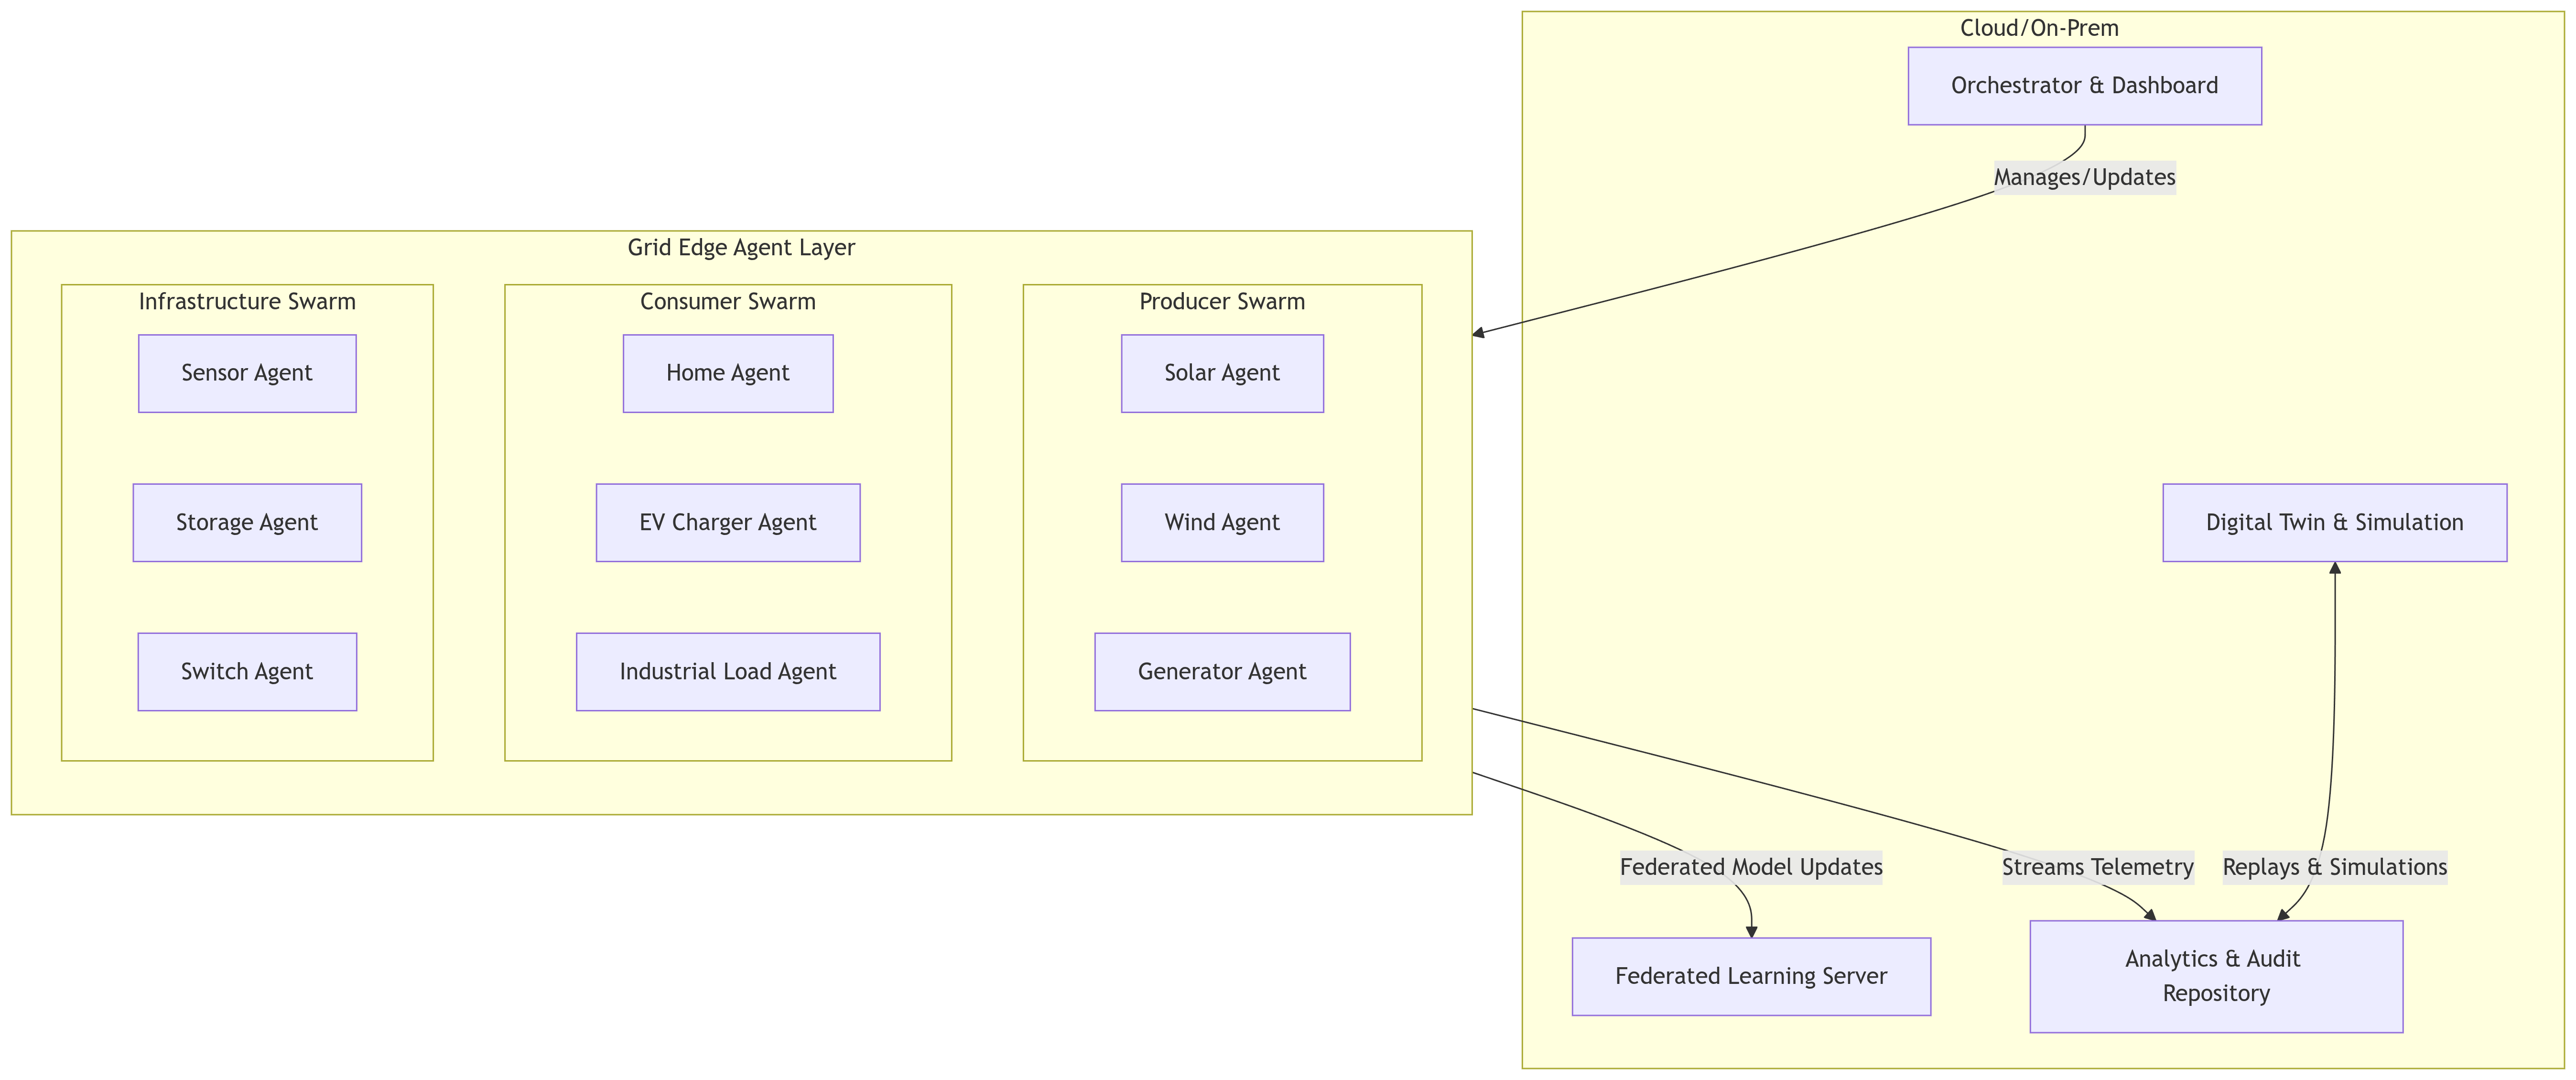 Cloud/On-Prem
Orchestrator & Dashboard
Manages/Updates
Grid Edge Agent Layer
Infrastructure Swarm
Sensor Agent
Storage Agent
Switch Agent
Consumer Swarm
Home Agent
EV Charger Agent
Industrial Load Agent
Producer Swarm
Solar Agent
Wind Agent
Generator Agent
Digital Twin & Simulation
Federated Model Updates
Streams Telemetry
Replays & Simulations
Federated Learning Server
Analytics & Audit
Repository